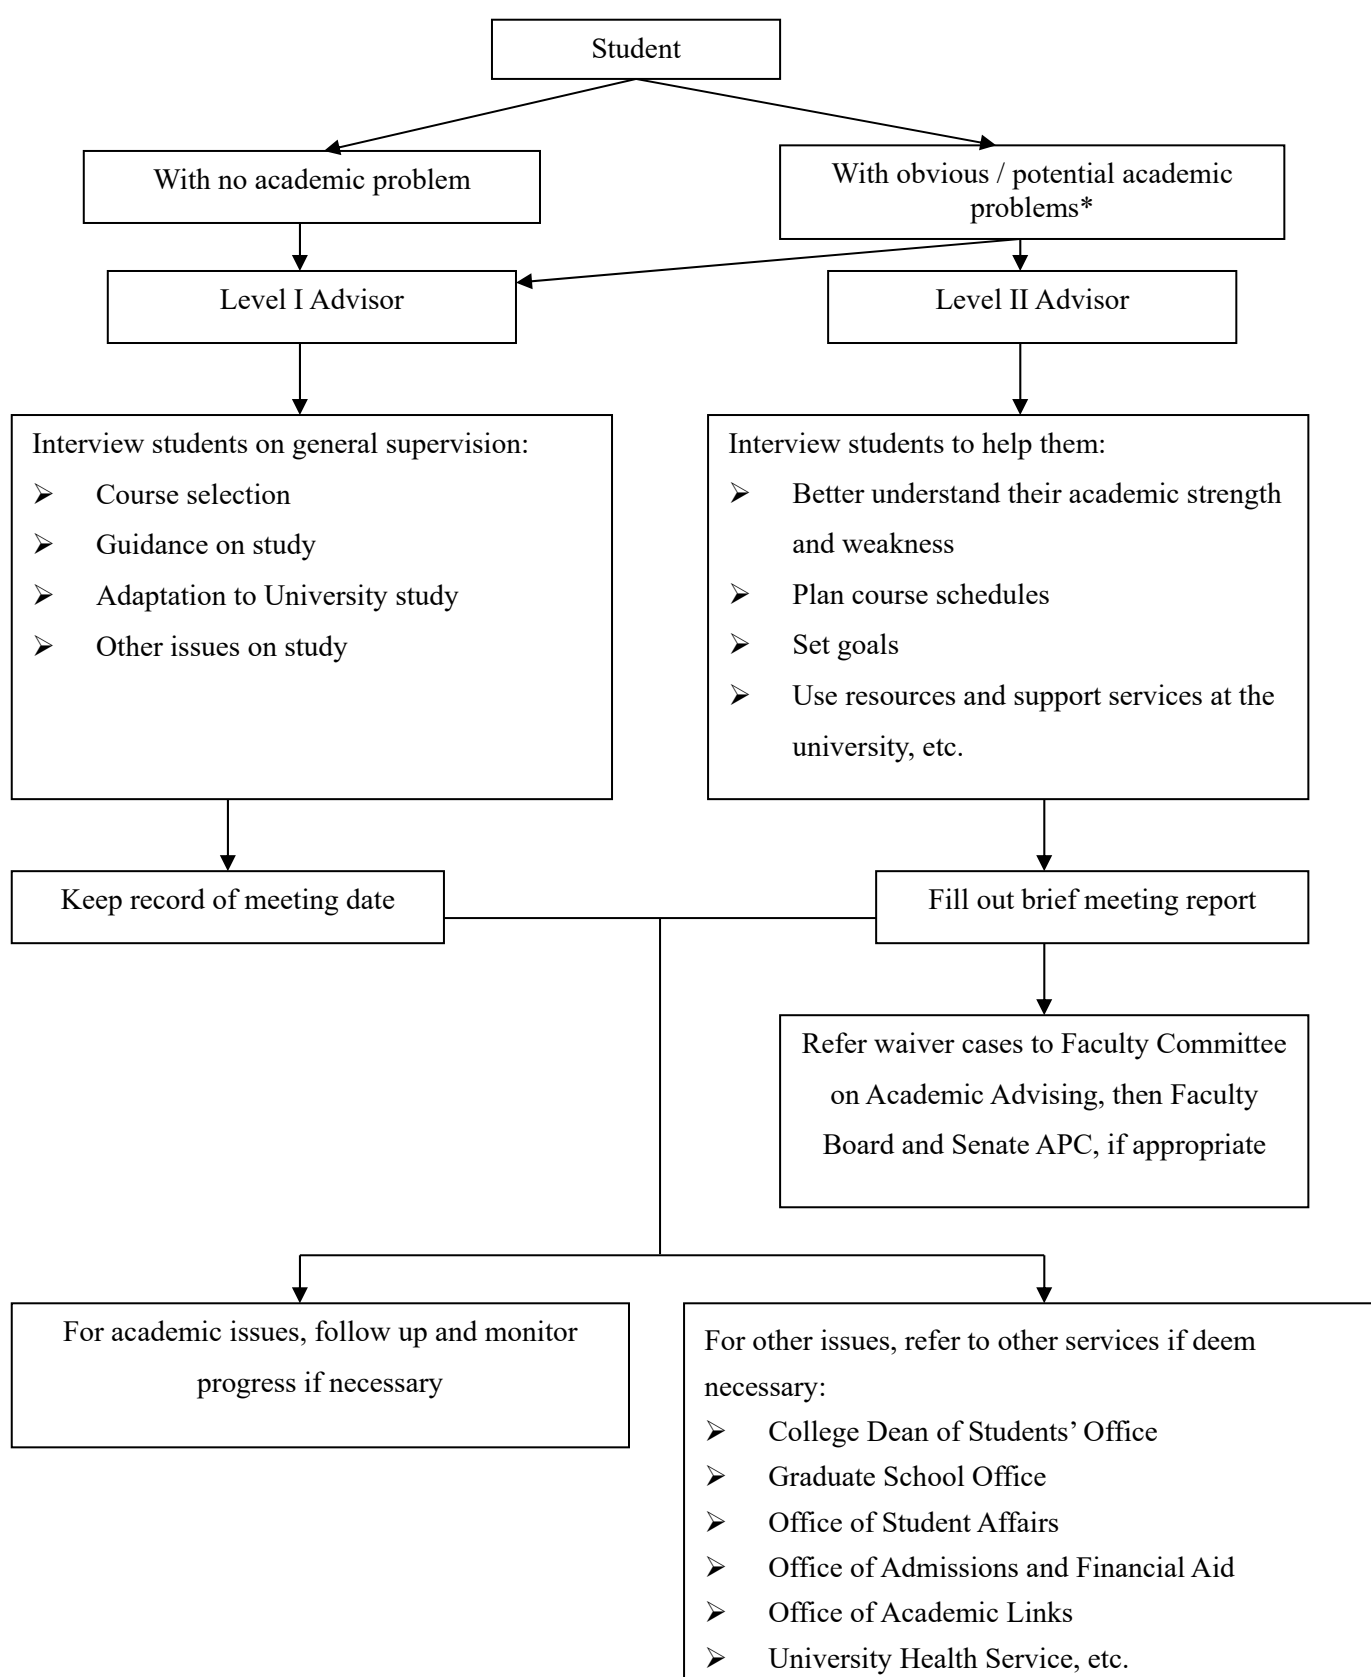 Student
With no academic problem
With obvious / potential academic
problems*
Level I Advisor
Level II Advisor
Interview students on general supervision:
➢ Course selection
➢ Guidance on study
➢ Adaptation to University study
➢ Other issues on study
Interview students to help them:
➢ Better understand their academic strength
and weakness
➢ Plan course schedules
➢ Set goals
➢ Use resources and support services at the
university, etc.
Keep record of meeting date
Fill out brief meeting report
Refer waiver cases to Faculty Committee
on Academic Advising, then Faculty
Board and Senate APC, if appropriate
For academic issues, follow up and monitor
progress if necessary
For other issues, refer to other services if deem
necessary:
➢ College Dean of Students’ Office
➢ Graduate School Office
➢ Office of Student Affairs
➢ Office of Admissions and Financial Aid
➢ Office of Academic Links
➢ University Health Service, etc.